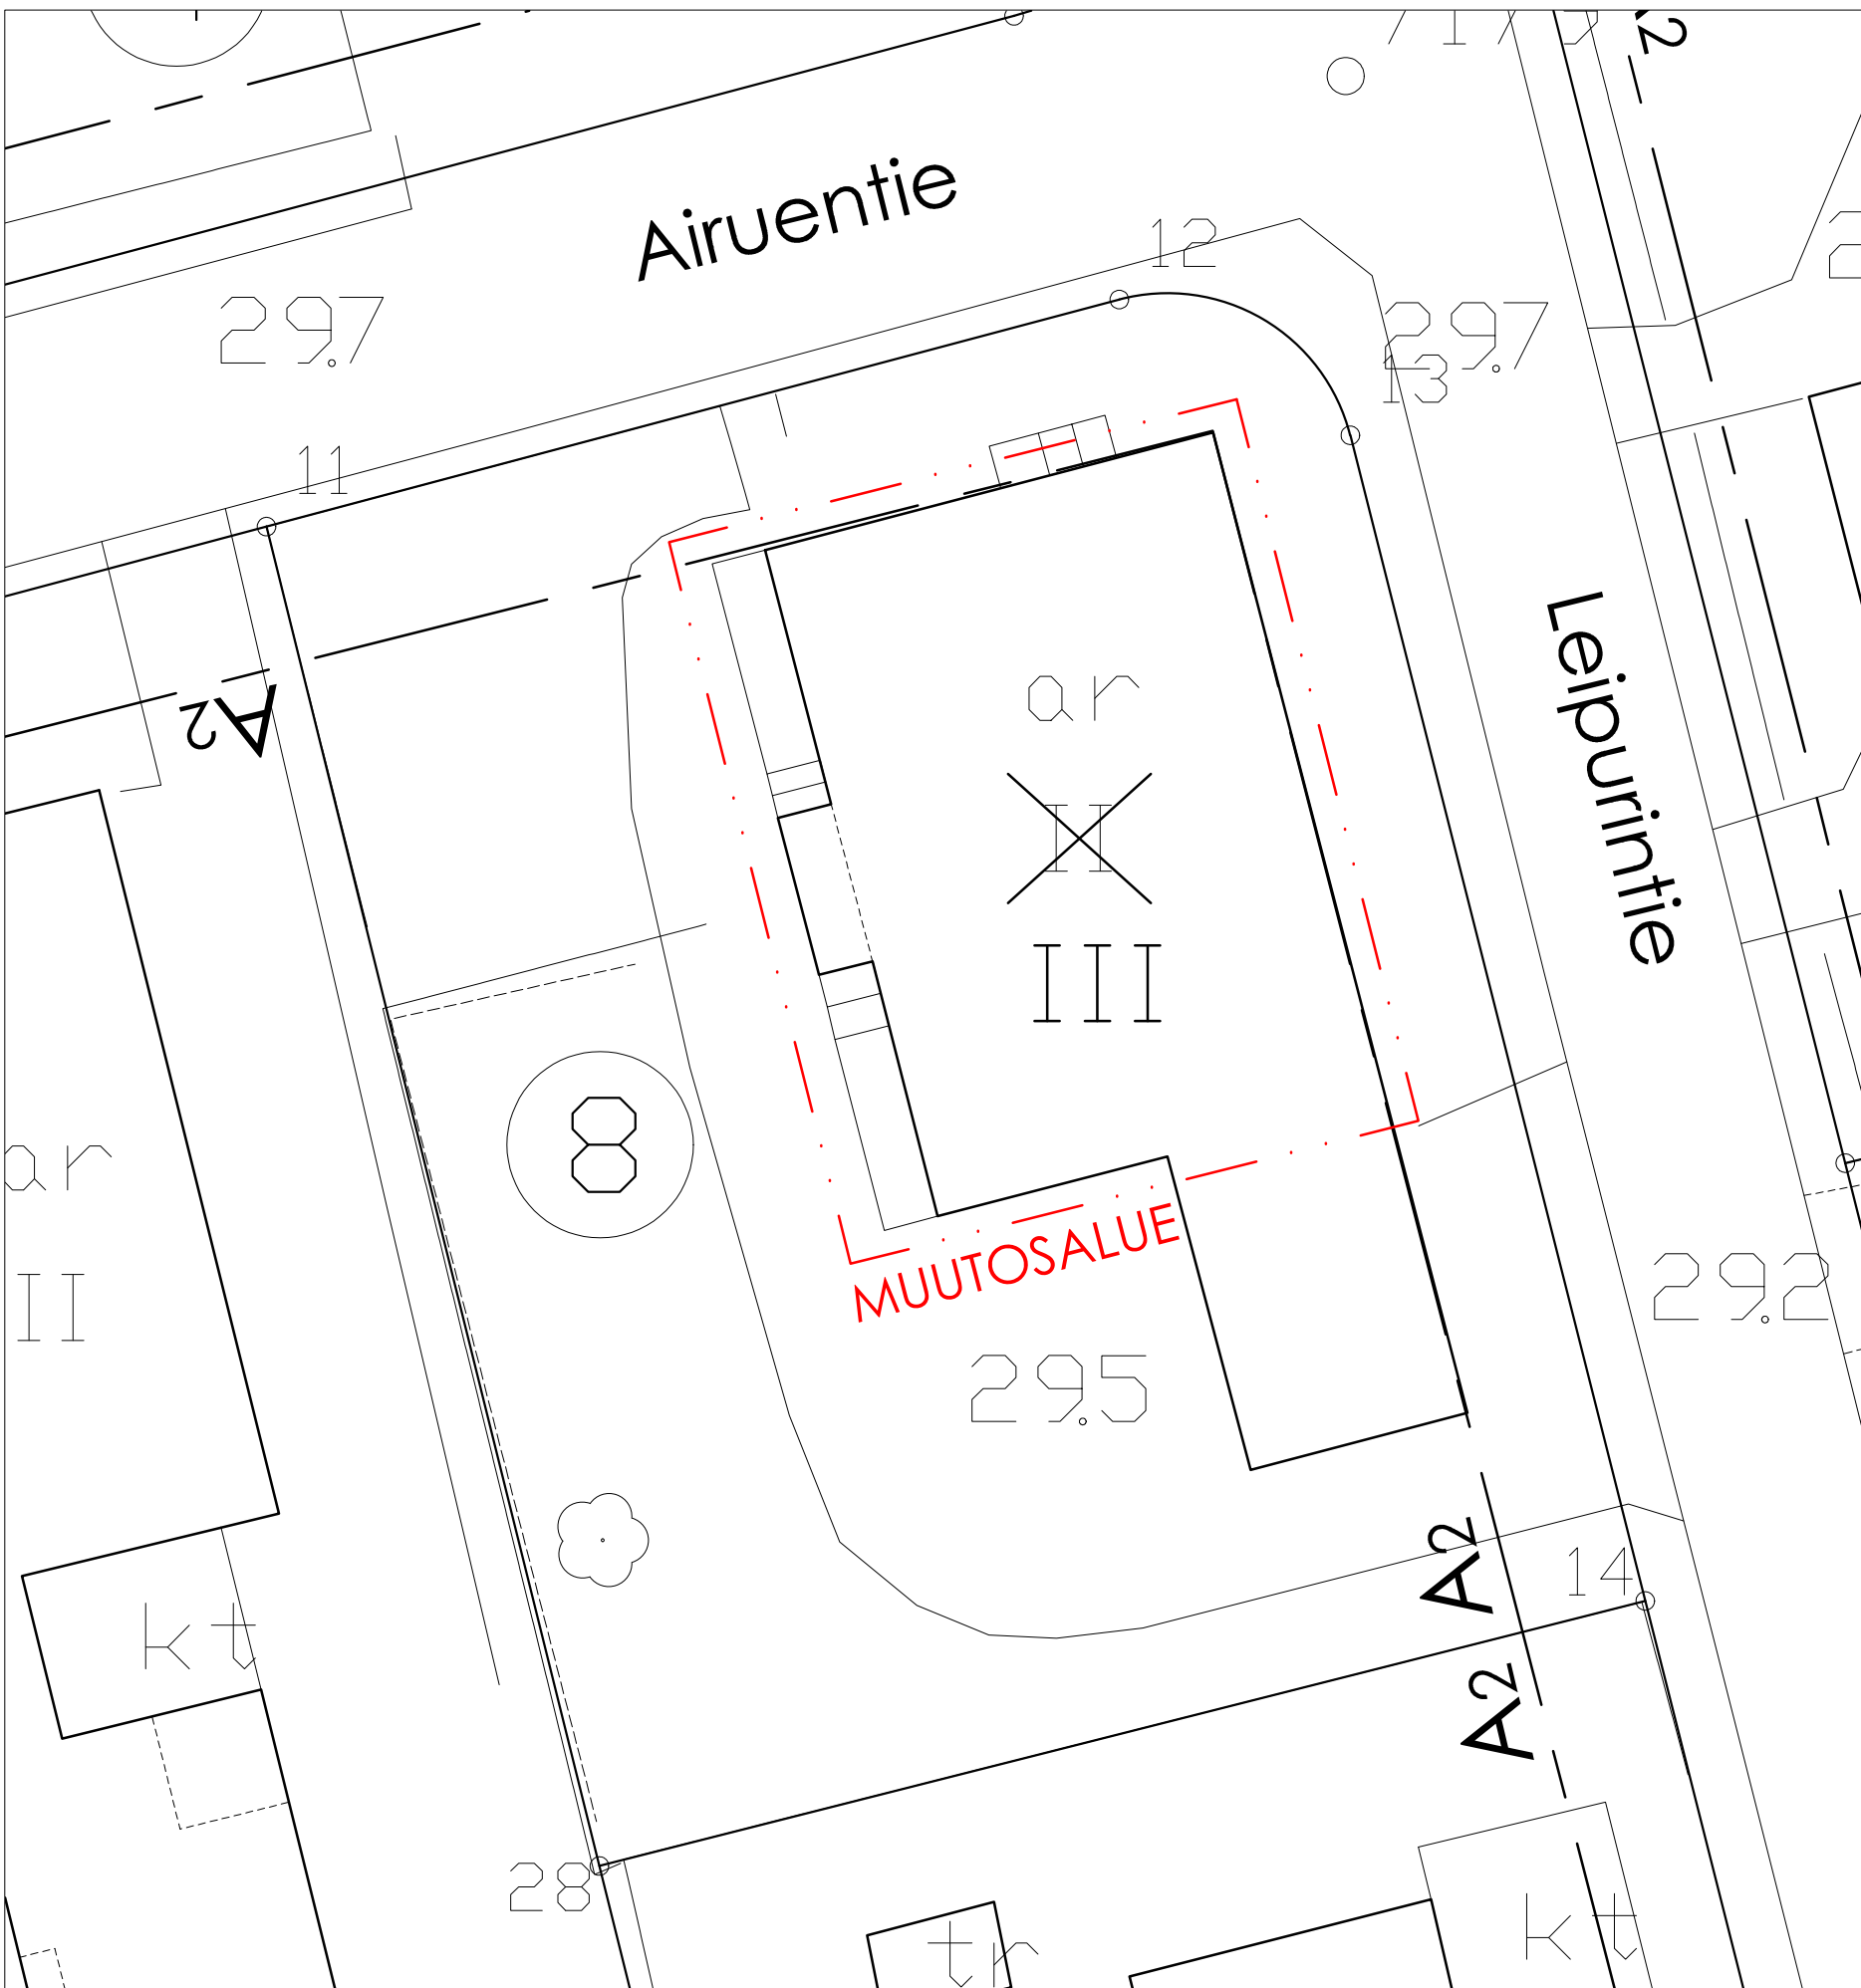 A2
Airuentie
12
29.7
29.7
13
11
Leipurintie
ar
A2
II
III
8
ar
II
MUUTOSALUE
29.2
29.5
A2
14
kt
A2
28
kt
tr